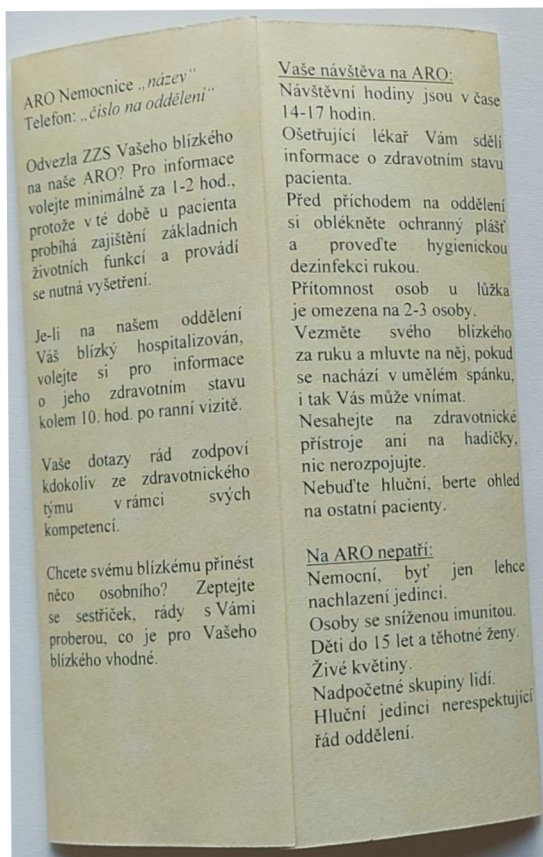 ARO Nemocnice „název“
Telefon: „číslo na oddělení“
Odvezla ZZS Vašeho blízkého
na naše ARO? Pro informace
volejte minimálně za 1-2 hod.,
protože v té době u pacienta
probíhá zajištění základních
životních funkcí a provádí
se nutná vyšetření.
Je-li na našem oddělení
Váš blízký hospitalizován,
volejte si pro informace
o jeho zdravotním stavu
kolem 10. hod. po ranní vizitě.
Vaše dotazy rád zodpoví
kdokoliv ze zdravotnického
týmu v rámci svých
kompetencí.
Chcete svému blízkému přinést
něco osobního? Zeptejte
se sestřiček, rády s Vámi
proberou, co je pro Vašeho
blízkého vhodné.
Vaše návštěva na ARO:
Návštěvní hodiny jsou v čase
14-17 hodin.
Ošetřující lékař Vám sdělí
informace o zdravotním stavu
pacienta.
Před příchodem na oddělení
si oblékněte ochranný plášť
a proveďte hygienickou
dezinfekci rukou.
Přítomnost osob u lůžka
je omezena na 2-3 osoby.
Vezměte svého blízkého
za ruku a mluvte na něj, pokud
se nachází v umělém spánku,
i tak Vás může vnímat.
Nesahejte na zdravotnické
přístroje ani na hadičky,
nic nerozpojujte.
Nebuďte hluční, berte ohled
na ostatní pacienty.
Na ARO nepatří:
Nemocní, byť jen lehce
nachlazení jedinci.
Osoby se sníženou imunitou.
Děti do 15 let a těhotné ženy.
Živé květiny.
Nadpočetné skupiny lidí.
Hluční jedinci nerespektující
řád oddělení.